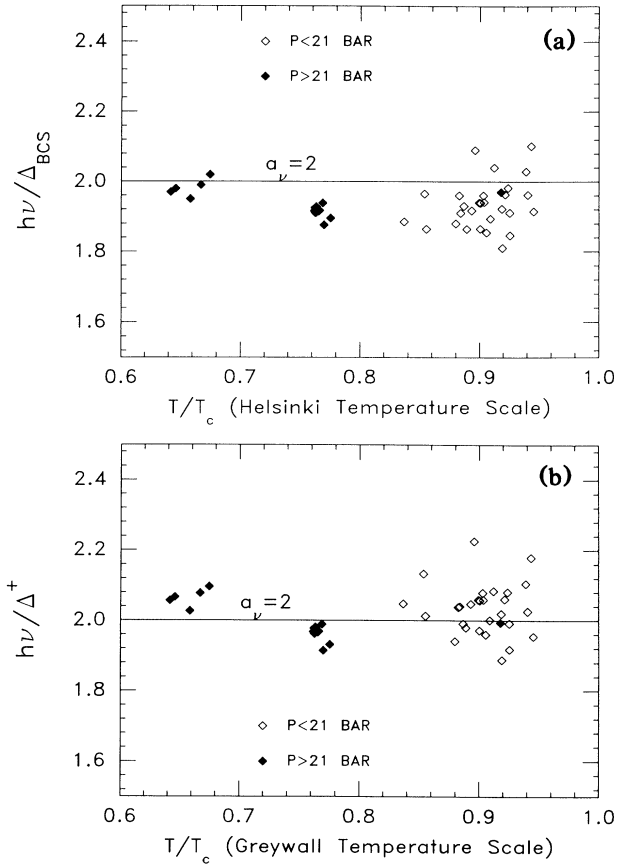 2.4
(a)
◇ P<21 BAR
◆ P>21 BAR
2.2
hν/Δ_BCS
a_ν=2
2.0
1.8
1.6
0.6 0.7 0.8 0.9 1.0
T/T_c (Helsinki Temperature Scale)
2.4
(b)
2.2
hν/Δ⁺
a_ν=2
2.0
1.8
◇ P<21 BAR
◆ P>21 BAR
1.6
0.6 0.7 0.8 0.9 1.0
T/T_c (Greywall Temperature Scale)